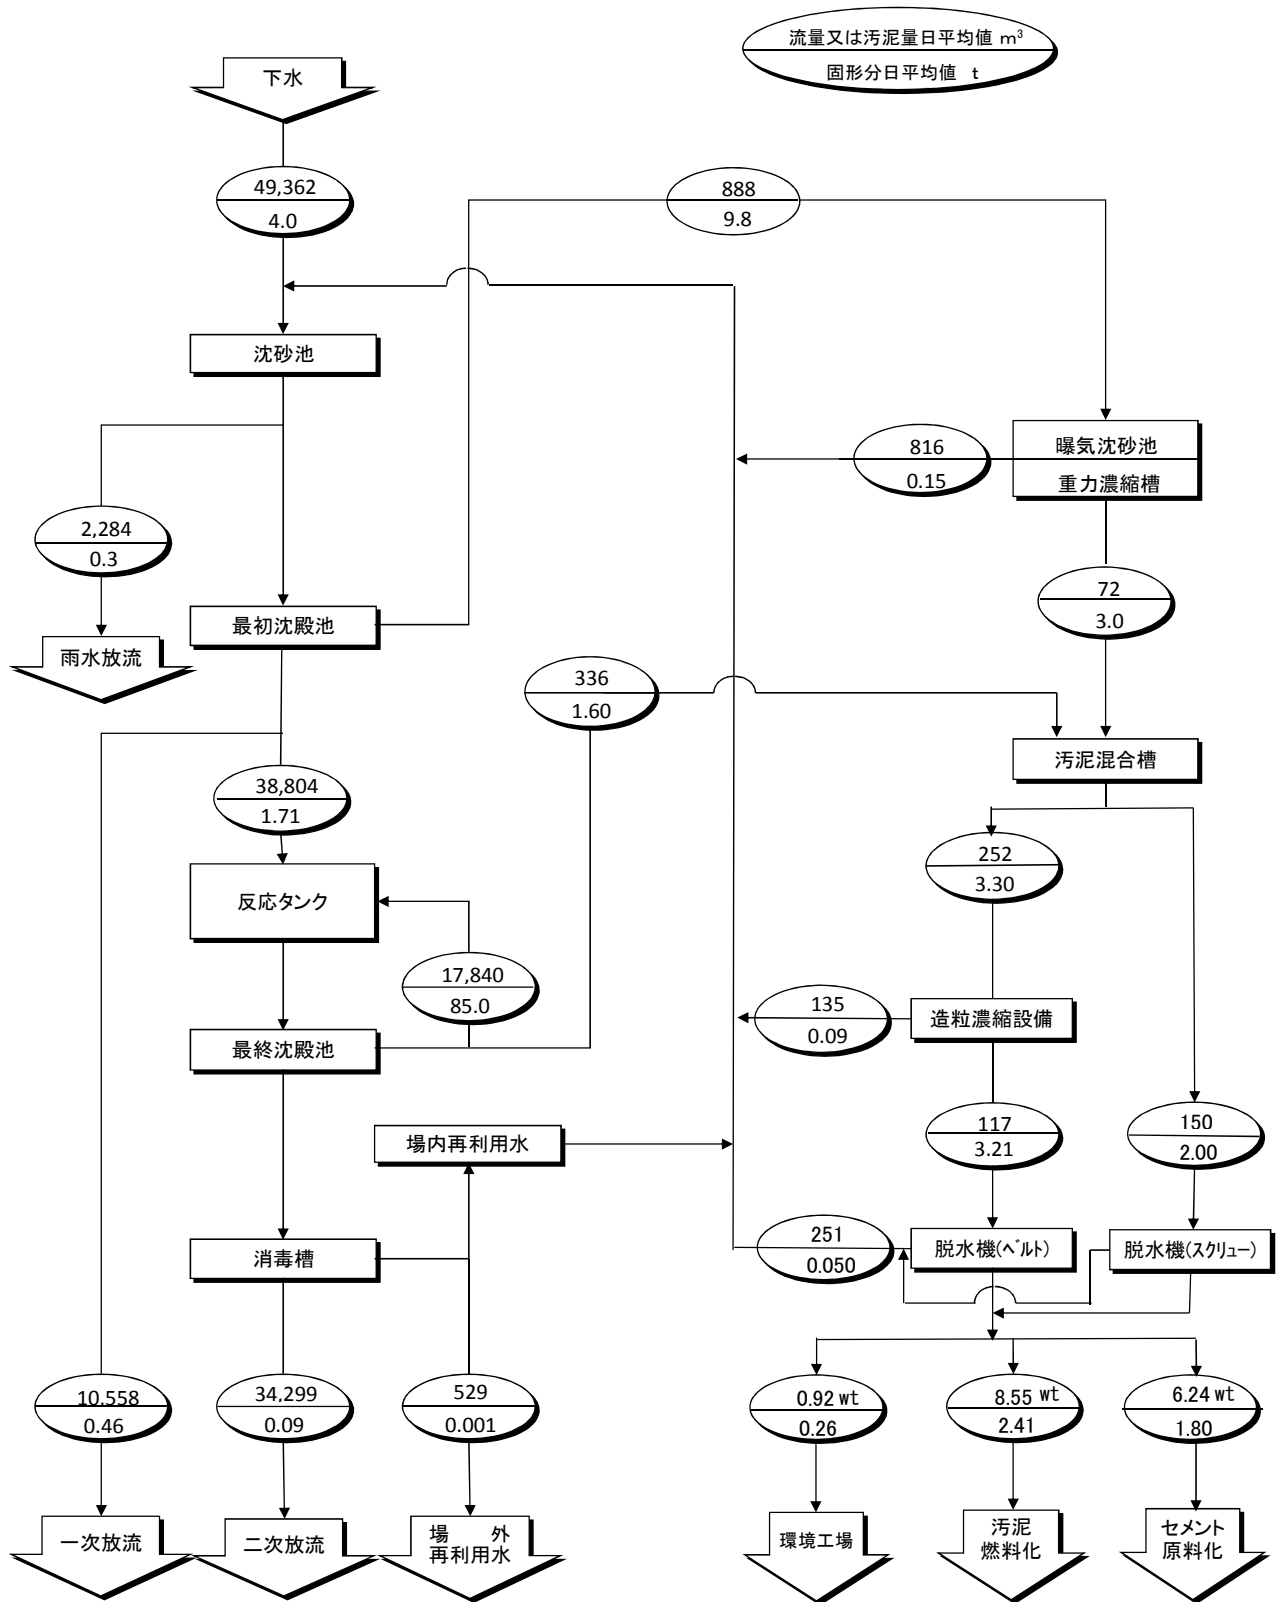 流量又は汚泥量日平均値 m³
固形分日平均値 t
下水
49,362
4.0
888
9.8
沈砂池
816
0.15
曝気沈砂池
重力濃縮槽
2,284
0.3
72
3.0
最初沈殿池
雨水放流
336
1.60
汚泥混合槽
38,804
1.71
252
3.30
反応タンク
17,840
85.0
135
0.09
造粒濃縮設備
最終沈殿池
117
3.21
150
2.00
場内再利用水
251
0.050
脱水機(ベルト)
脱水機(スクリュー)
消毒槽
10,558
0.46
34,299
0.09
529
0.001
0.92 wt
0.26
8.55 wt
2.41
6.24 wt
1.80
一次放流
二次放流
場 外
再利用水
環境工場
汚泥
燃料化
セメント
原料化